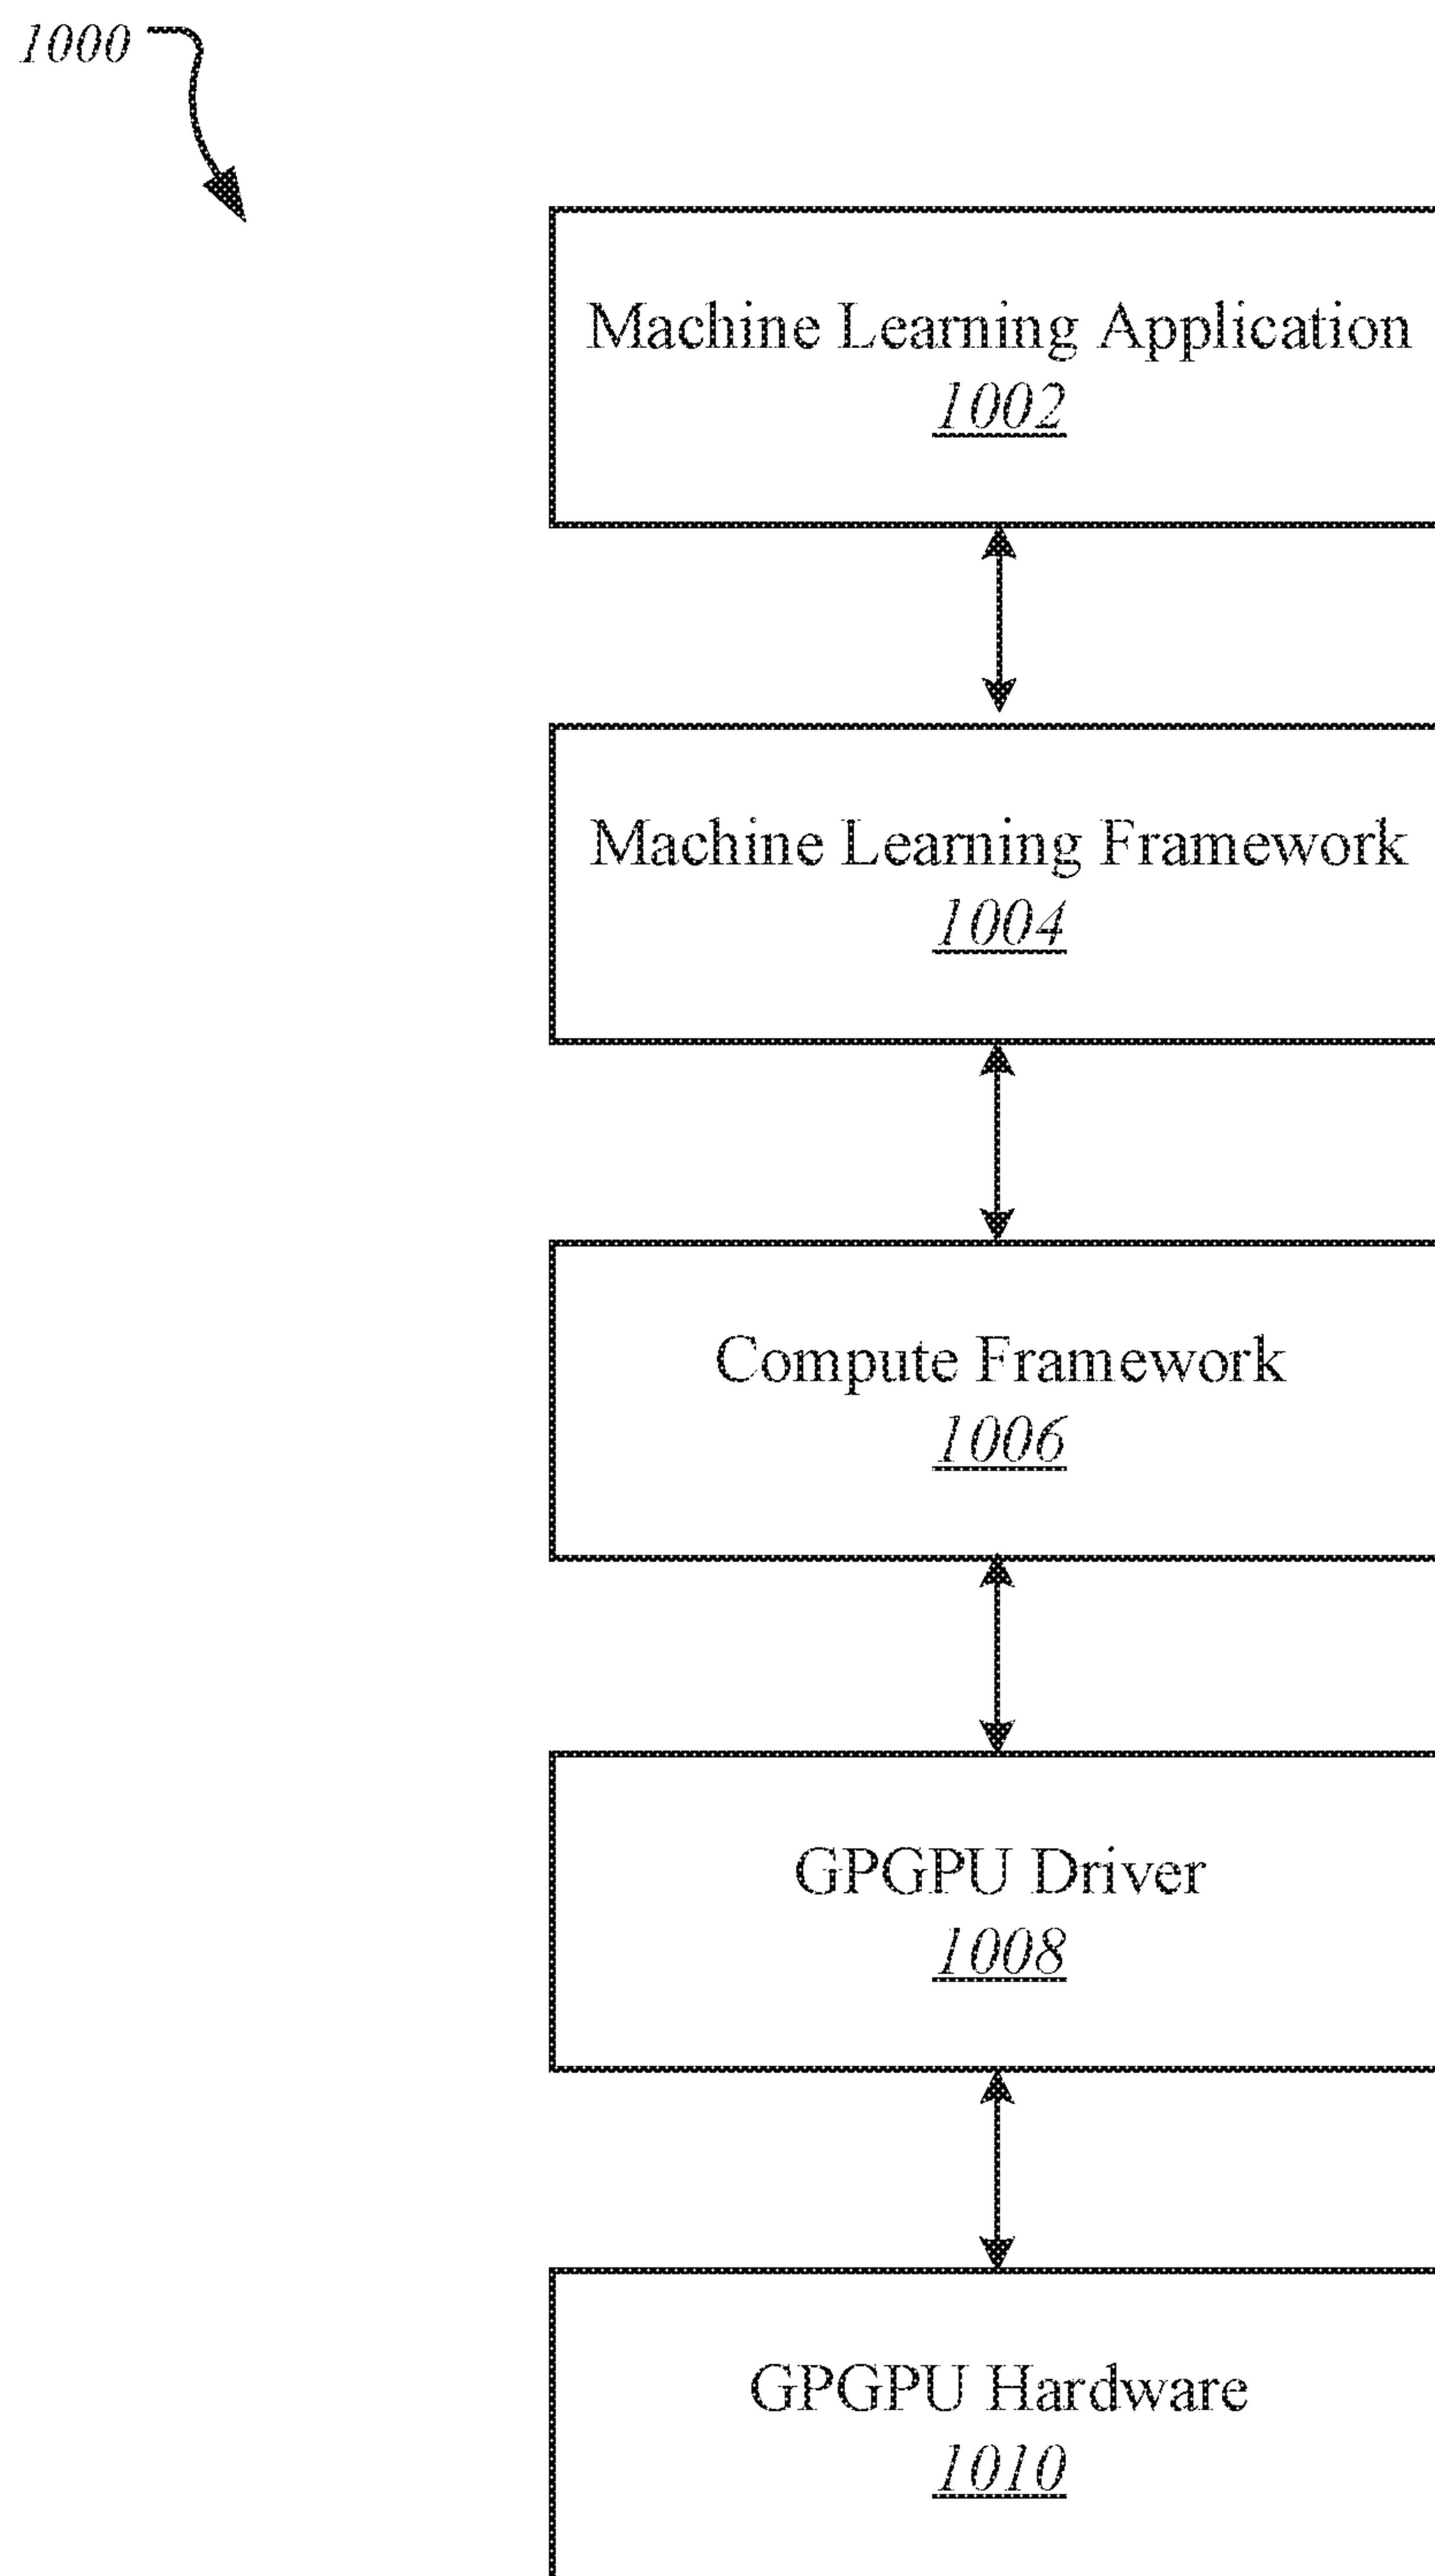 1000
Machine Learning Application
1002
Machine Learning Framework
1004
Compute Framework
1006
GPGPU Driver
1008
GPGPU Hardware
1010